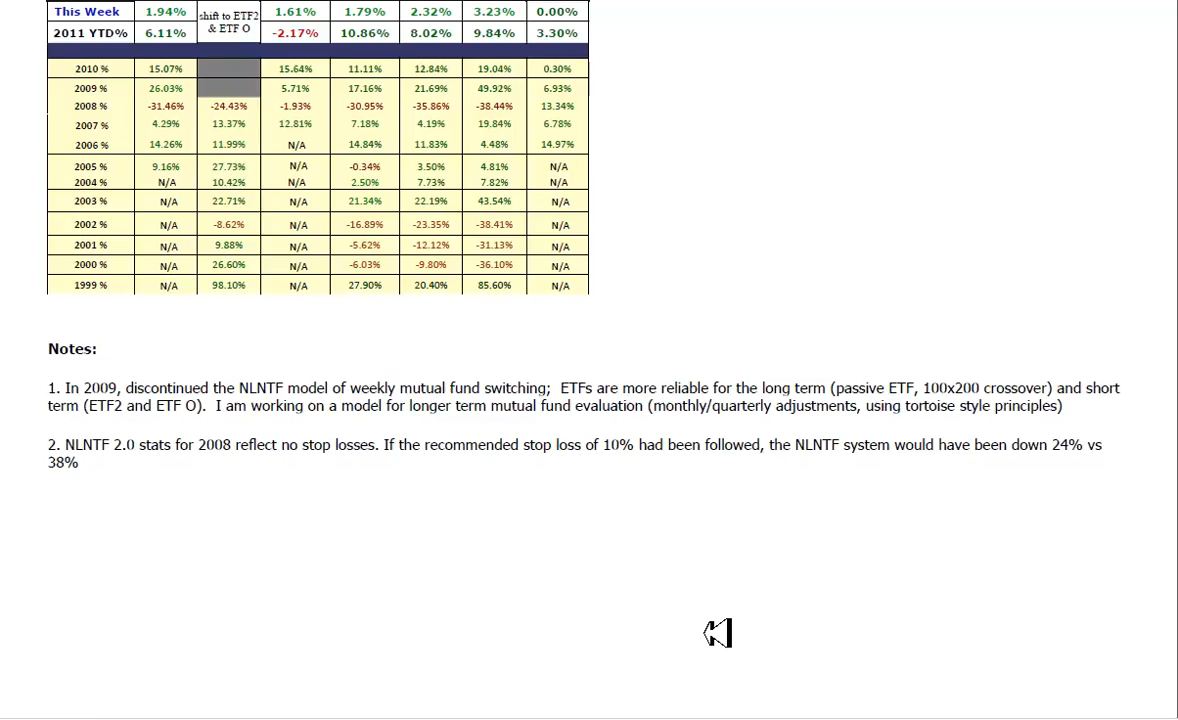 This Week 1.94% shift to ETF2 & ETF O 1.61% 1.79% 2.32% 3.23% 0.00%
2011 YTD% 6.11% -2.17% 10.86% 8.02% 9.84% 3.30%
2010 % 15.07% 15.64% 11.11% 12.84% 19.04% 0.30%
2009 % 26.03% 5.71% 17.16% 21.69% 49.92% 6.93%
2008 % -31.46% -24.43% -1.93% -30.95% -35.86% -38.44% 13.34%
2007 % 4.29% 13.37% 12.81% 7.18% 4.19% 19.84% 6.78%
2006 % 14.26% 11.99% N/A 14.84% 11.83% 4.48% 14.97%
2005 % 9.16% 27.73% N/A -0.34% 3.50% 4.81% N/A
2004 % N/A 10.42% N/A 2.50% 7.73% 7.82% N/A
2003 % N/A 22.71% N/A 21.34% 22.19% 43.54% N/A
2002 % N/A -8.62% N/A -16.89% -23.35% -38.41% N/A
2001 % N/A 9.88% N/A -5.62% -12.12% -31.13% N/A
2000 % N/A 26.60% N/A -6.03% -9.80% -36.10% N/A
1999 % N/A 98.10% N/A 27.90% 20.40% 85.60% N/A
Notes:
1. In 2009, discontinued the NLNTF model of weekly mutual fund switching;  ETFs are more reliable for the long term (passive ETF, 100x200 crossover) and short
term (ETF2 and ETF O).  I am working on a model for longer term mutual fund evaluation (monthly/quarterly adjustments, using tortoise style principles)
2. NLNTF 2.0 stats for 2008 reflect no stop losses. If the recommended stop loss of 10% had been followed, the NLNTF system would have been down 24% vs
38%